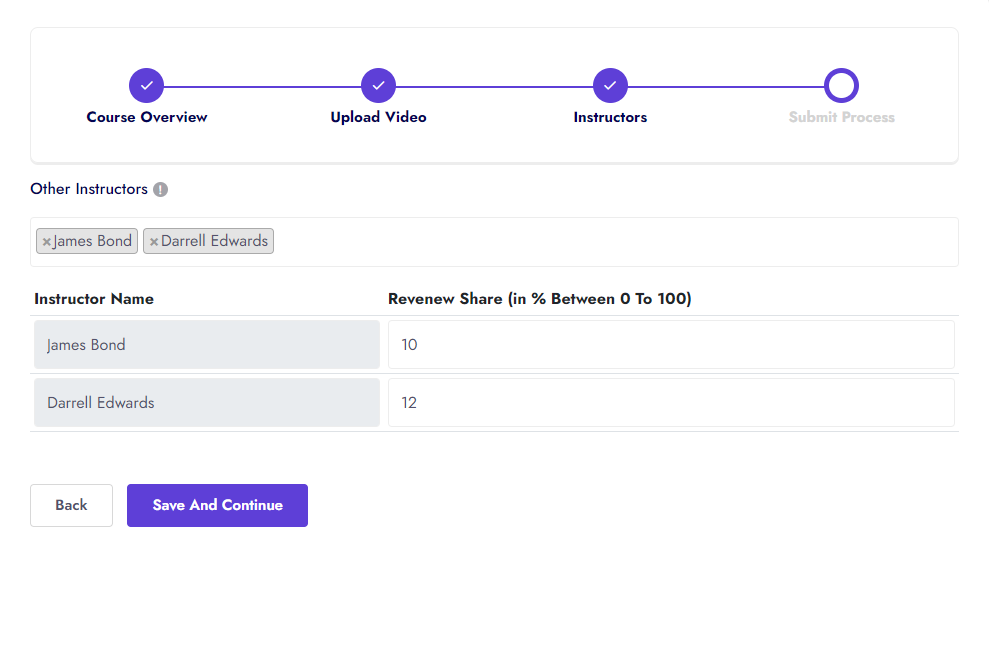 Course Overview Upload Video Instructors Submit Process
Other Instructors !
×James Bond ×Darrell Edwards
Instructor Name Revenew Share (in % Between 0 To 100)
James Bond 10
Darrell Edwards 12
Back Save And Continue